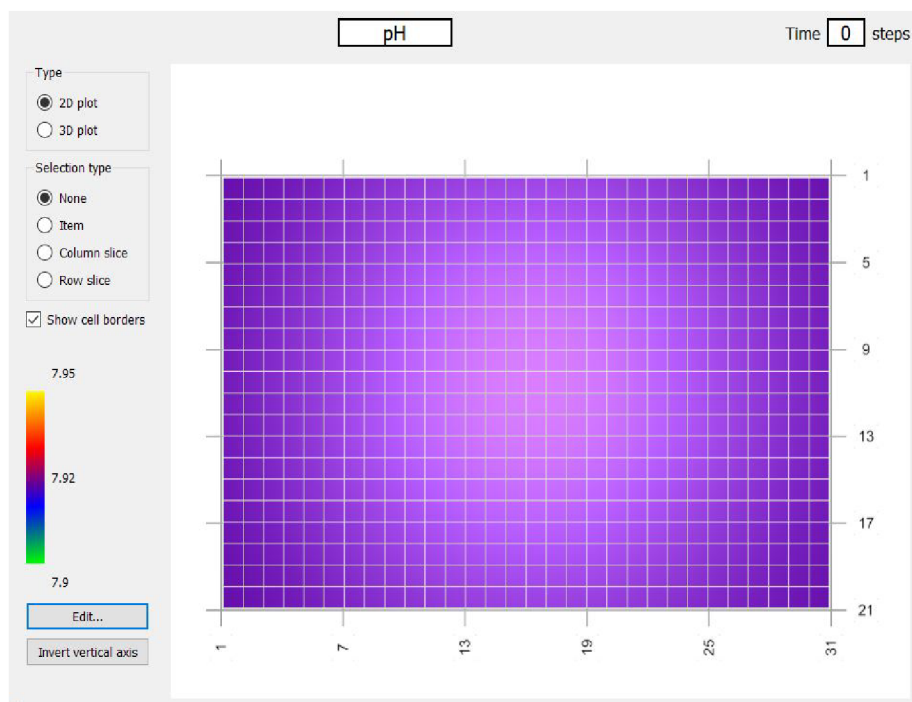 pH
Time 0 steps
Type
2D plot
3D plot
Selection type
None
Item
Column slice
Row slice
Show cell borders
7.95
7.92
7.9
Edit...
Invert vertical axis
1
5
9
13
17
21
1 7 13 19 25 31